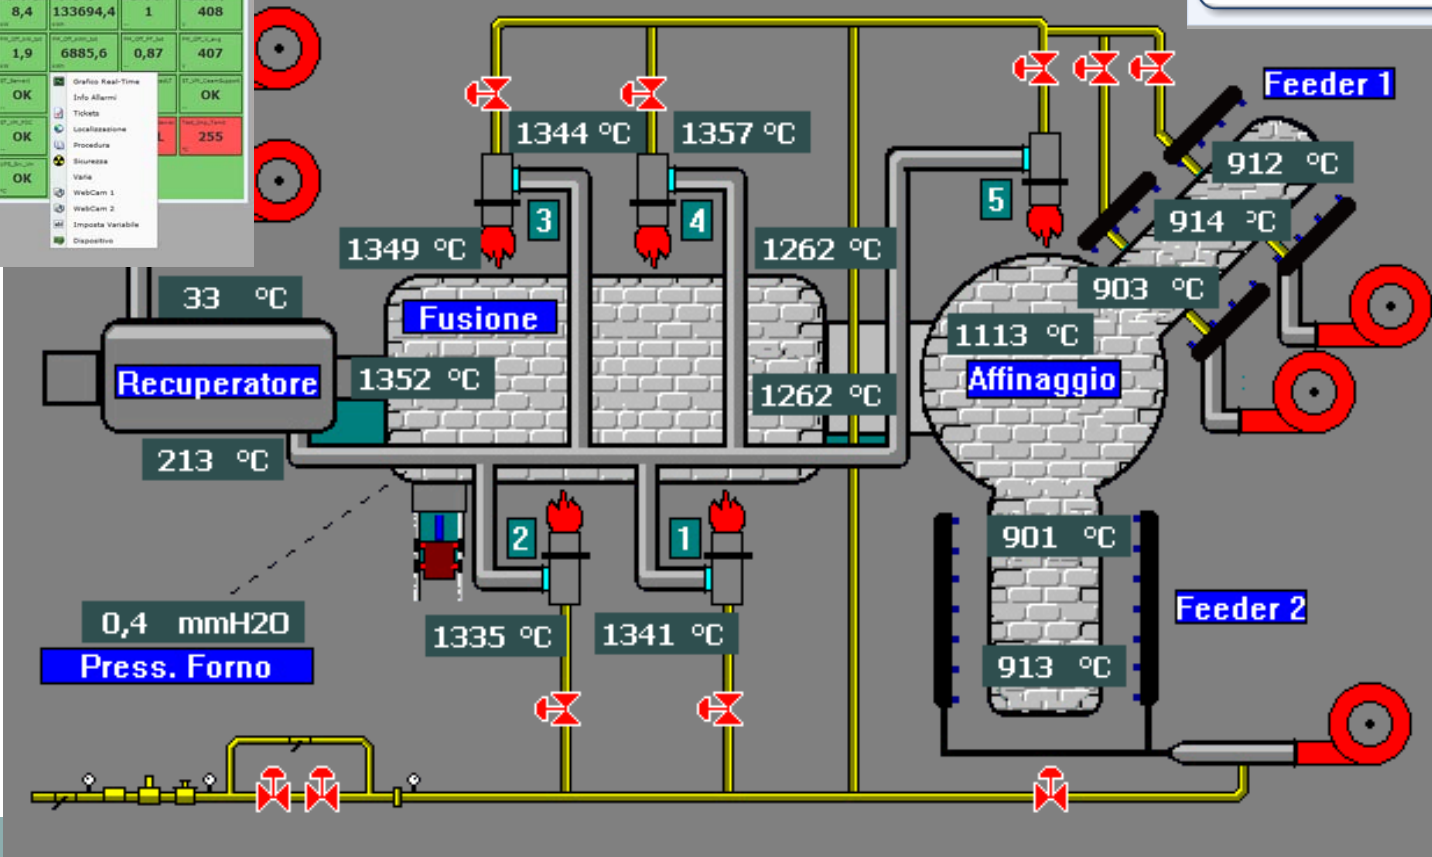 8,4 133694,4 1 408
1,9 6885,6 0,87 407
OK OK
OK 255
OK
Grafico Real-Time
Info Allarmi
Tickets
Localizzazione
Procedura
Sicurezza
Varie
WebCam 1
WebCam 2
Imposta Variabile
Dispositivo
Feeder 1
1344 °C 1357 °C
912 °C
5
3 4
914 °C
1349 °C 1262 °C
903 °C
33 °C
Fusione
1113 °C
Recuperatore
1352 °C
1262 °C
Affinaggio
213 °C
2 1
901 °C
Feeder 2
0,4 mmH2O
1335 °C 1341 °C
Press. Forno
913 °C